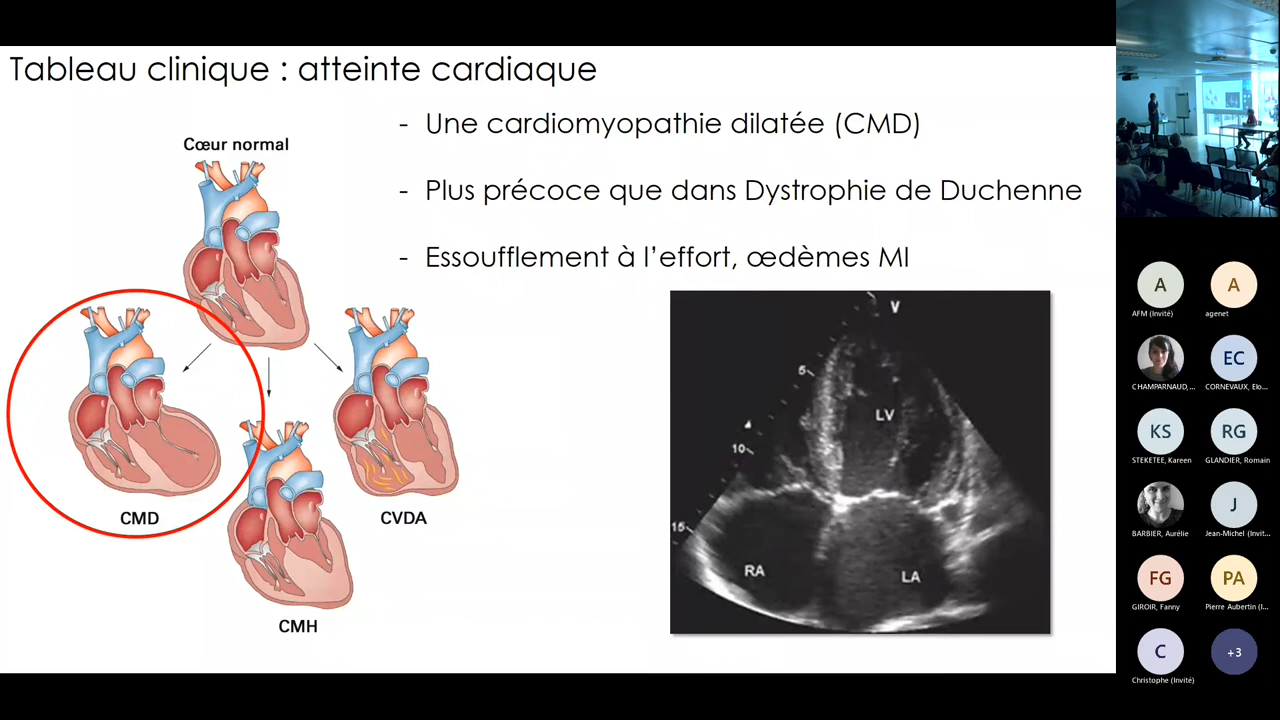 Tableau clinique : atteinte cardiaque
- Une cardiomyopathie dilatée (CMD)
- Plus précoce que dans Dystrophie de Duchenne
- Essoufflement à l'effort, œdèmes MI
Cœur normal
CMD
CVDA
CMH
V
5
10
15
LV
RA
LA
A
AFM (Invité)
A
agenet
CHAMPARNAUD,...
EC
CORNEVAUX, Elo...
KS
STEKETEE, Kareen
RG
GLANDIER, Romain
BARBIER, Aurélie
J
Jean-Michel (Invit...
FG
GIROIR, Fanny
PA
Pierre Aubertin (I...
C
Christophe (Invité)
+3